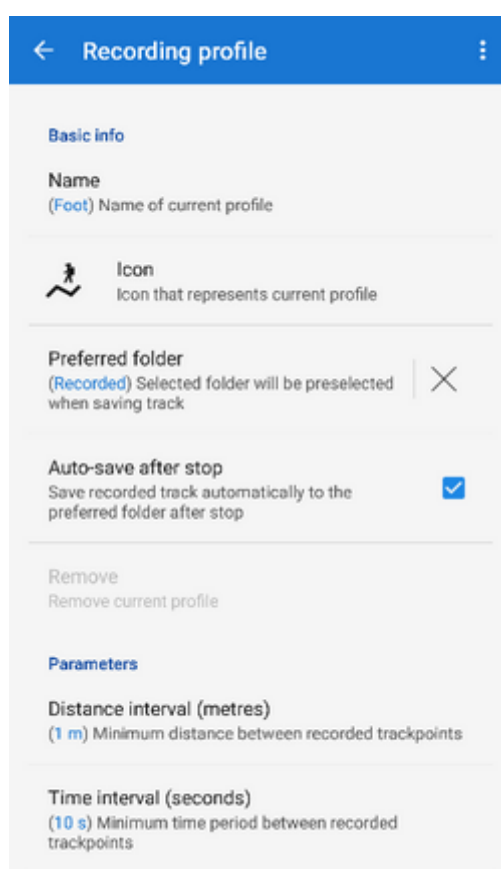 Recording profile
Basic info
Name
(Foot) Name of current profile
Icon
Icon that represents current profile
Preferred folder
(Recorded) Selected folder will be preselected
when saving track
Auto-save after stop
Save recorded track automatically to the
preferred folder after stop
Remove
Remove current profile
Parameters
Distance interval (metres)
(1 m) Minimum distance between recorded trackpoints
Time interval (seconds)
(10 s) Minimum time period between recorded
trackpoints